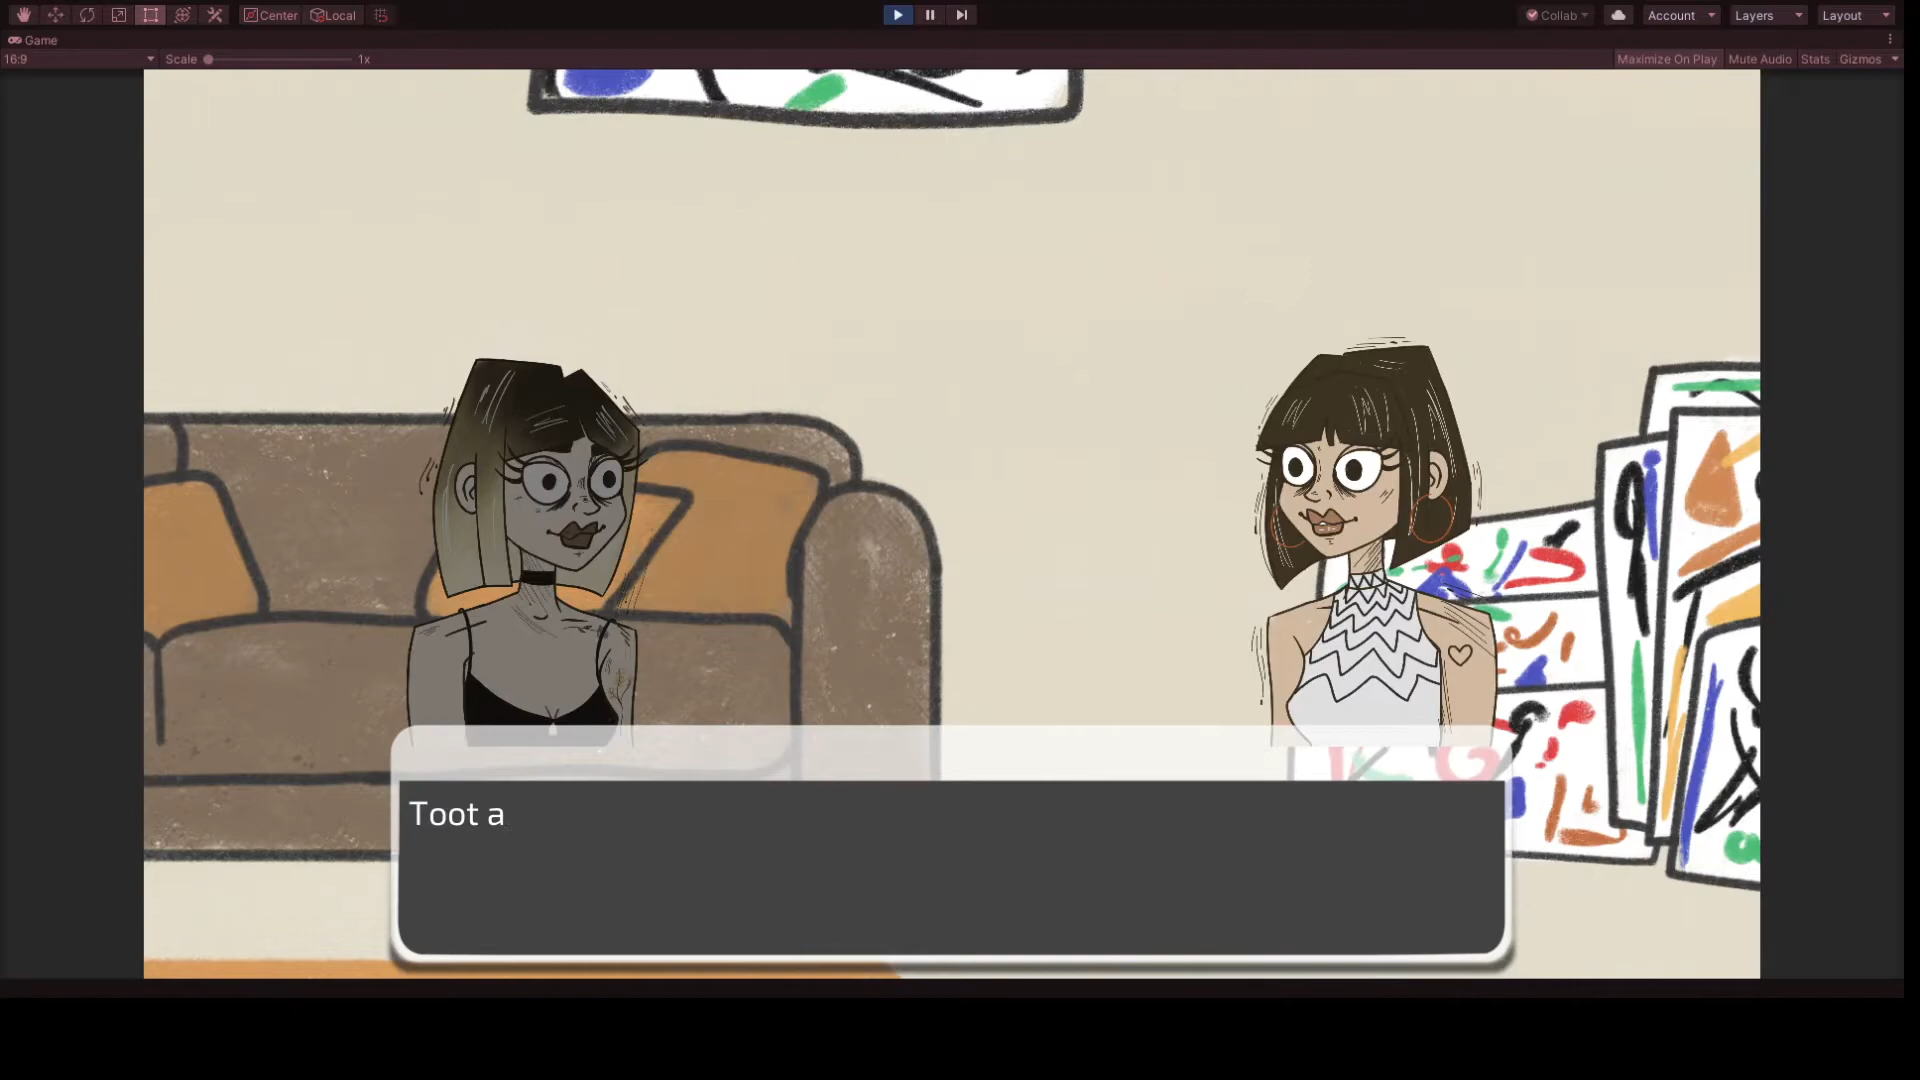 Center Local Collab Account Layers Layout
Game
16:9 Scale 1x Maximize On Play Mute Audio Stats Gizmos
Toot a